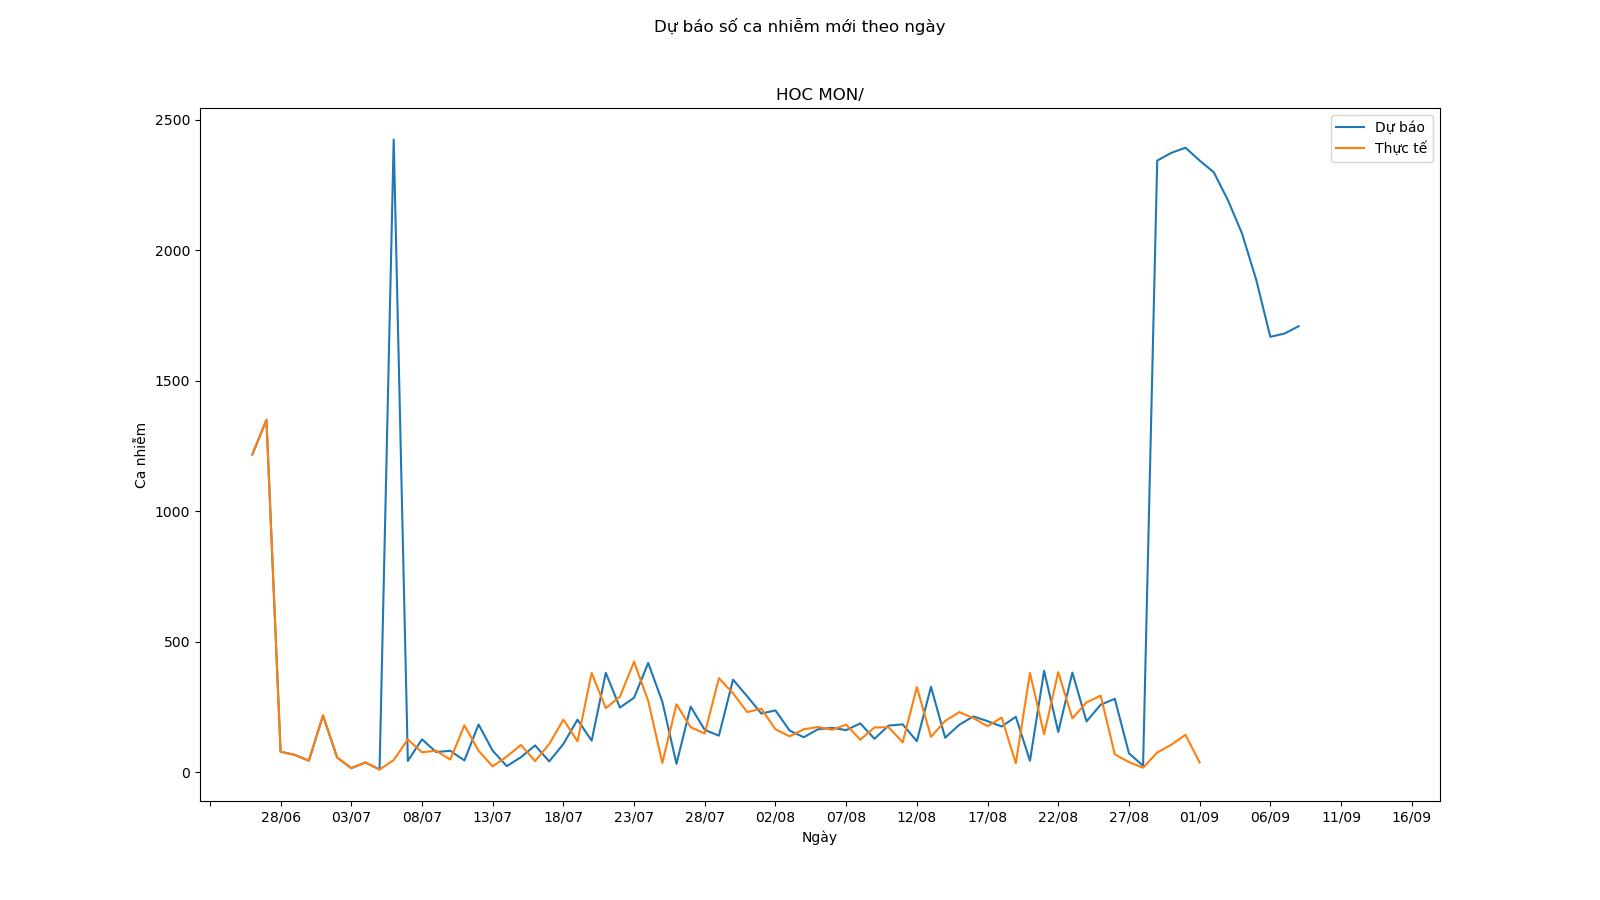 Dự báo số ca nhiễm mới theo ngày
HOC MON/
2500
2000
1500
1000
500
0
Ca nhiễm
Dự báo
Thực tế
28/06 03/07 08/07 13/07 18/07 23/07 28/07 02/08 07/08 12/08 17/08 22/08 27/08 01/09 06/09 11/09 16/09
Ngày